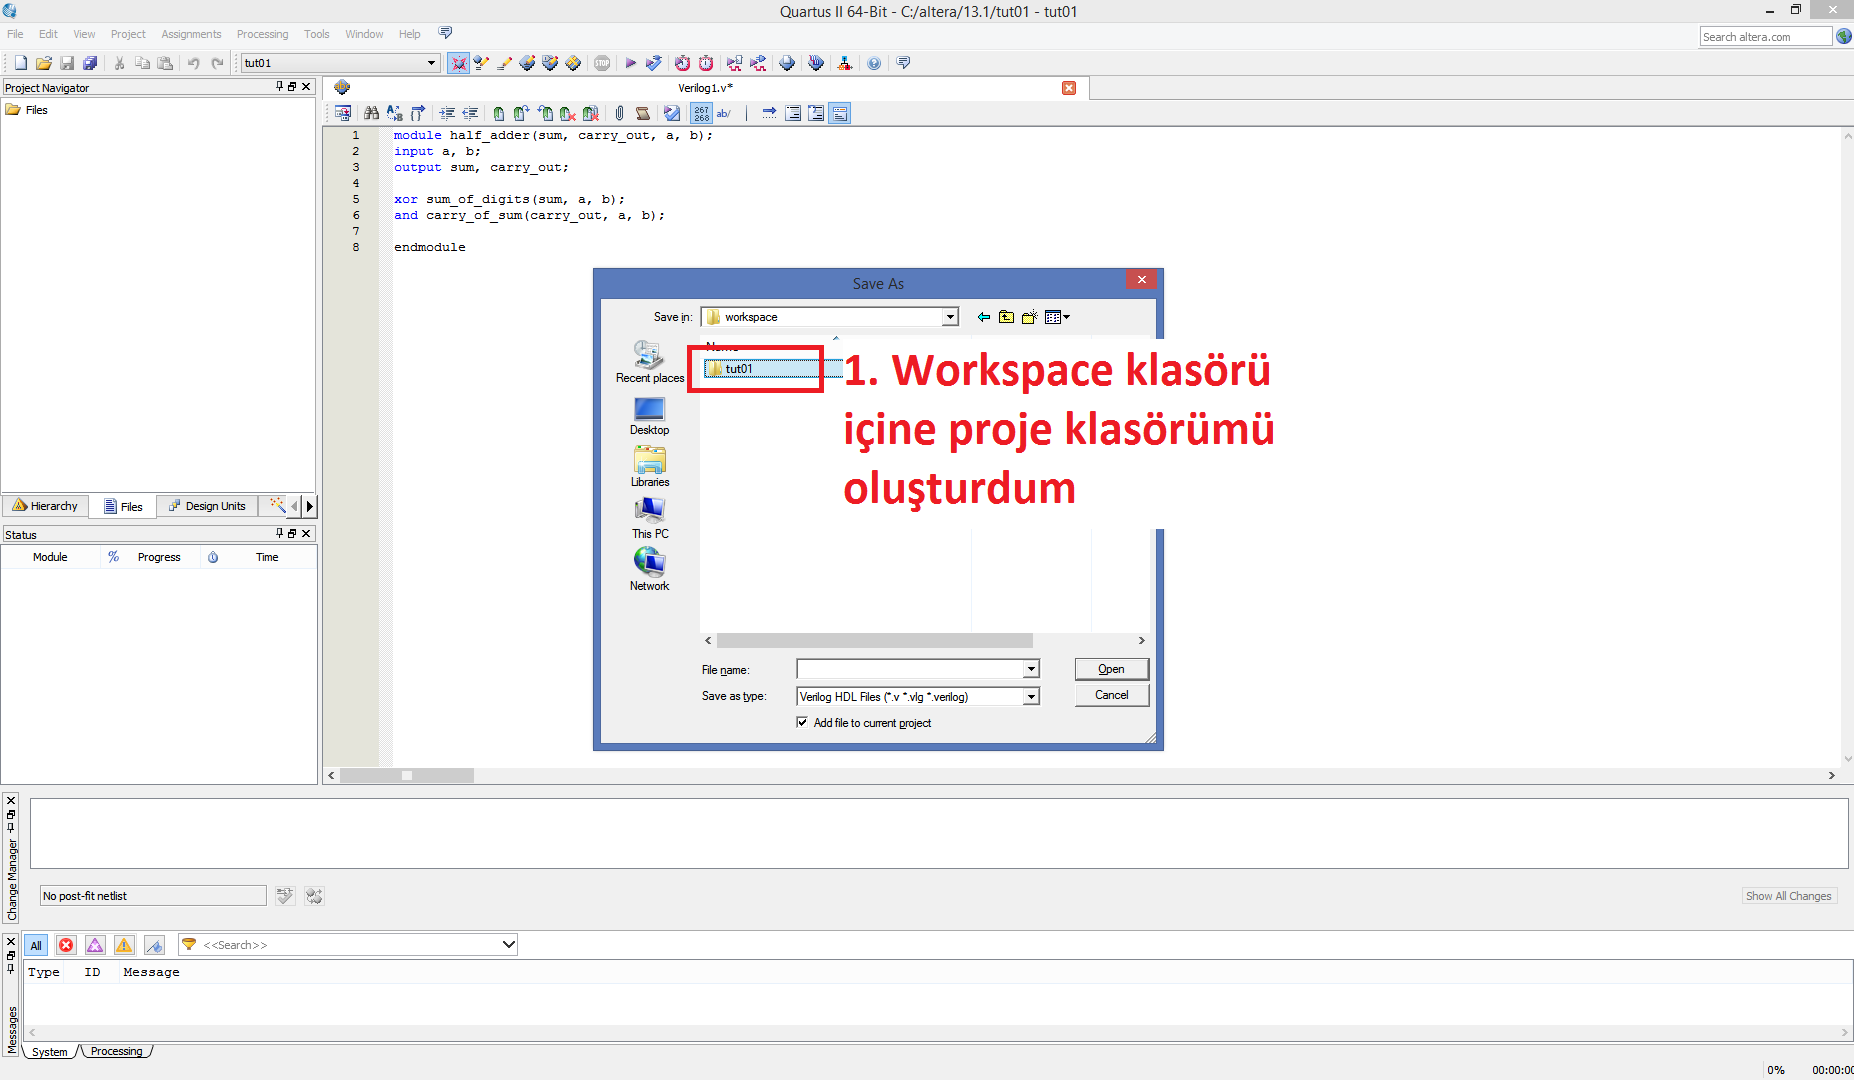 Quartus II 64-Bit - C:/altera/13.1/tut01 - tut01
File Edit View Project Assignments Processing Tools Window Help
Search altera.com
tut01
Project Navigator
Files
Verilog1.v*
267
268
ab/
1 module half_adder(sum, carry_out, a, b);
2 input a, b;
3 output sum, carry_out;
4
5 xor sum_of_digits(sum, a, b);
6 and carry_of_sum(carry_out, a, b);
7
8 endmodule
Save As
Save in: workspace
Name
tut01
Recent places
Desktop
Libraries
This PC
Network
1. Workspace klasörü
içine proje klasörümü
oluşturdum
File name:
Open
Save as type: Verilog HDL Files (*.v *.vlg *.verilog)
Cancel
Add file to current project
Hierarchy Files Design Units
Status
Module % Progress Time
Change Manager
No post-fit netlist
Show All Changes
All
<<Search>>
Type ID Message
Messages
System Processing
0% 00:00:00